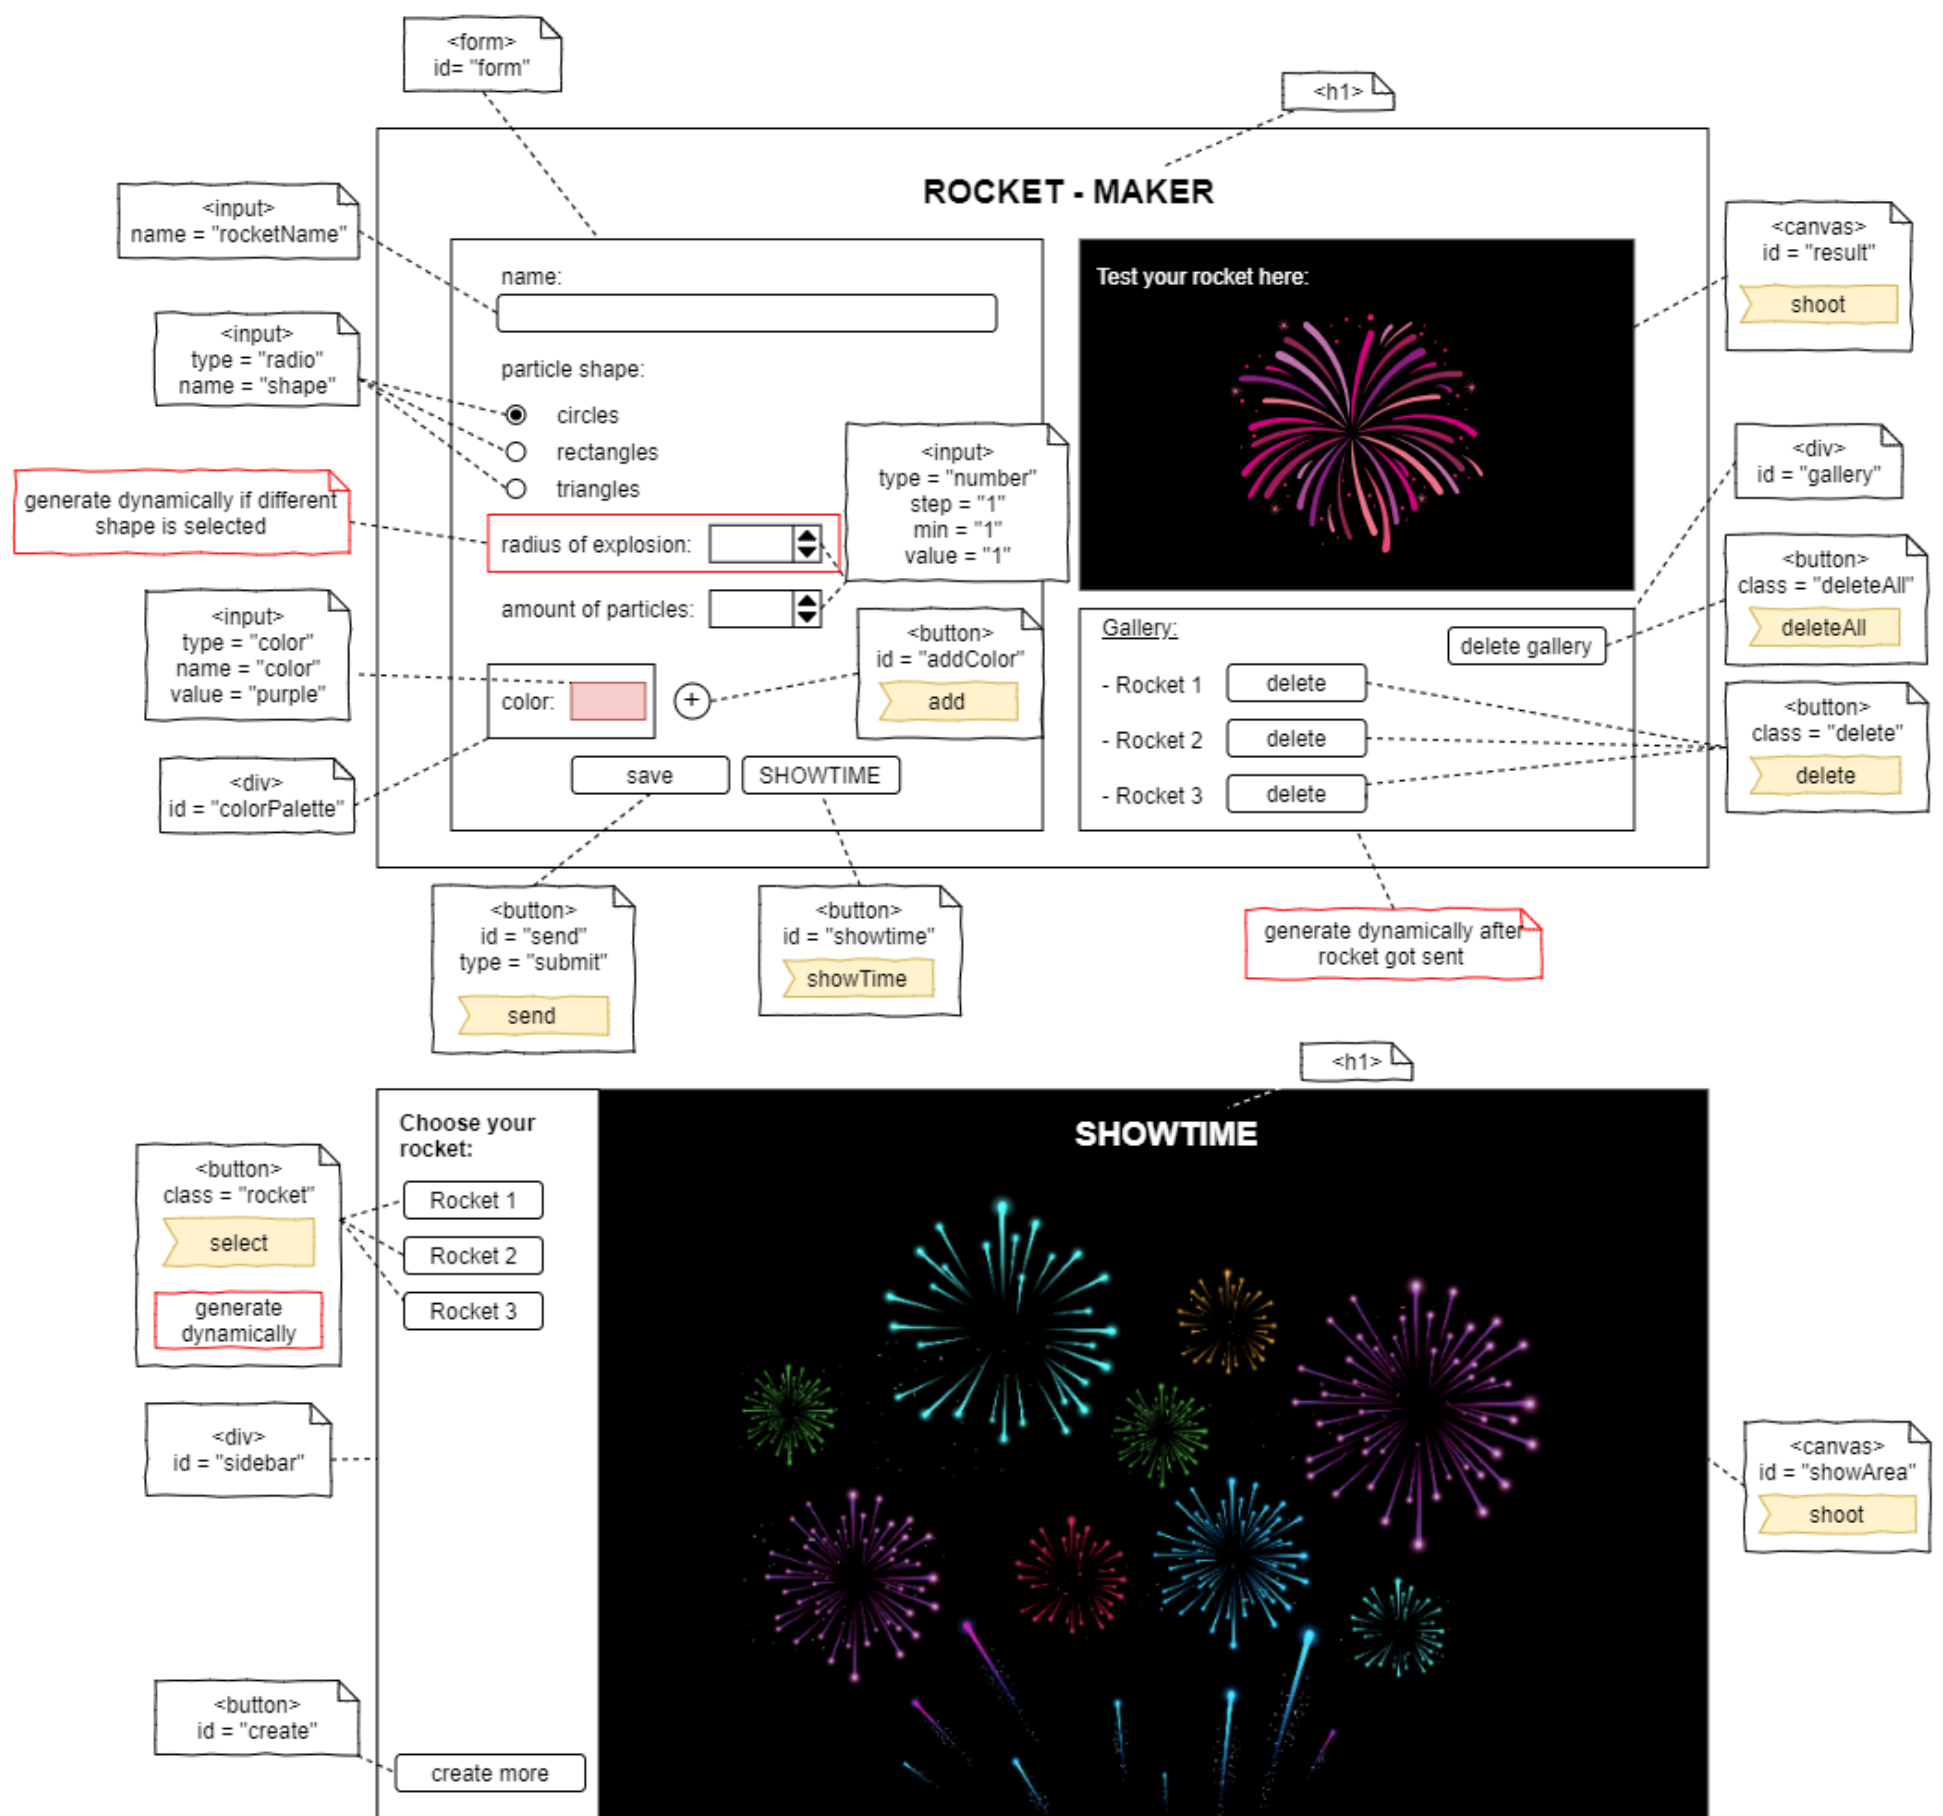 <form>
id= "form"
<h1>
ROCKET - MAKER
<input>
name = "rocketName"
name:
Test your rocket here:
<canvas>
id = "result"
shoot
<input>
type = "radio"
name = "shape"
particle shape:
circles
rectangles
triangles
generate dynamically if different
shape is selected
radius of explosion:
<input>
type = "number"
step = "1"
min = "1"
value = "1"
amount of particles:
<div>
id = "gallery"
<button>
class = "deleteAll"
deleteAll
<input>
type = "color"
name = "color"
value = "purple"
<button>
id = "addColor"
add
color:
+
Gallery:
delete gallery
- Rocket 1
delete
- Rocket 2
delete
- Rocket 3
delete
<button>
class = "delete"
delete
<div>
id = "colorPalette"
save
SHOWTIME
<button>
id = "send"
type = "submit"
send
<button>
id = "showtime"
showTime
generate dynamically after
rocket got sent
<h1>
SHOWTIME
Choose your
rocket:
Rocket 1
Rocket 2
Rocket 3
<button>
class = "rocket"
select
generate
dynamically
<div>
id = "sidebar"
<canvas>
id = "showArea"
shoot
<button>
id = "create"
create more